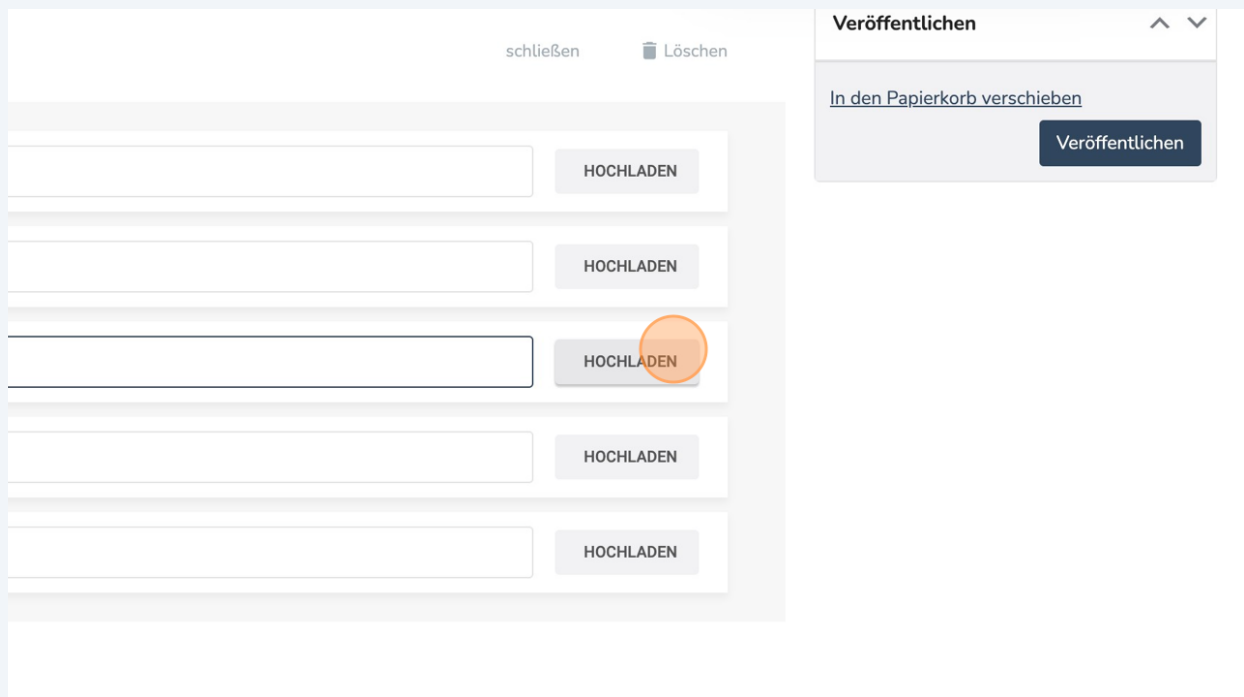 Veröffentlichen
schließen
Löschen
In den Papierkorb verschieben
Veröffentlichen
HOCHLADEN
HOCHLADEN
HOCHLADEN
HOCHLADEN
HOCHLADEN